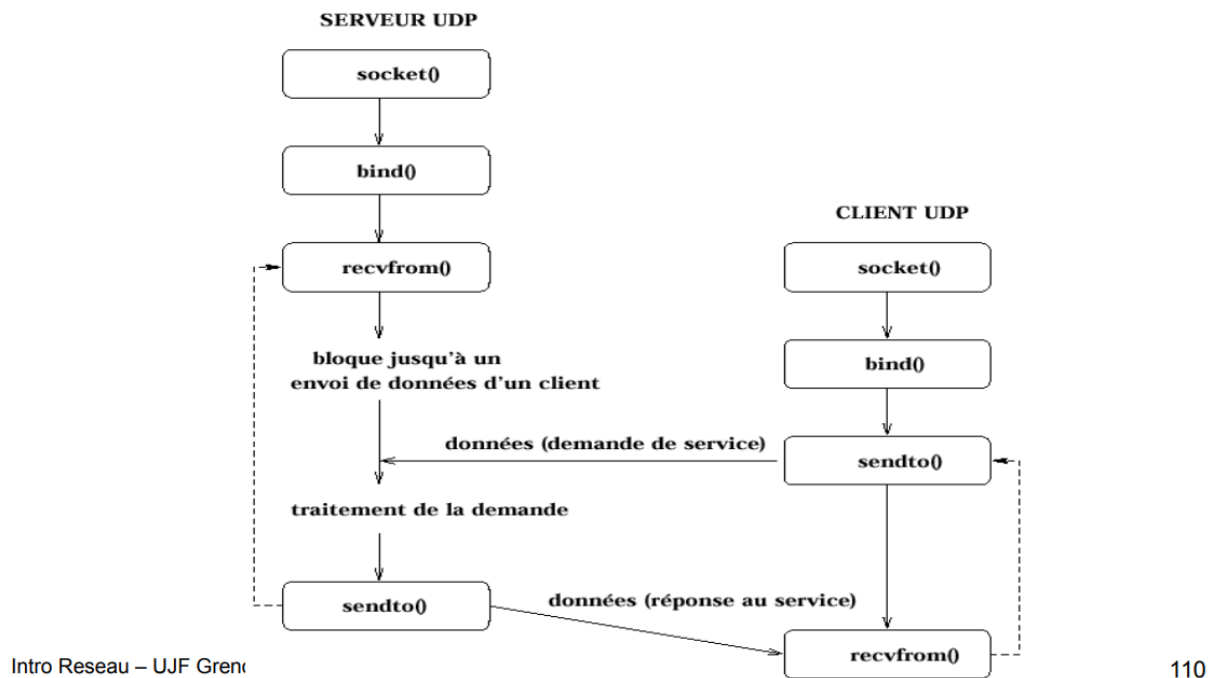 SERVEUR UDP
socket()
bind()
recvfrom()
bloque jusqu'à un
envoi de données d'un client
traitement de la demande
sendto()
CLIENT UDP
socket()
bind()
données (demande de service)
sendto()
données (réponse au service)
recvfrom()
Intro Reseau – UJF
110